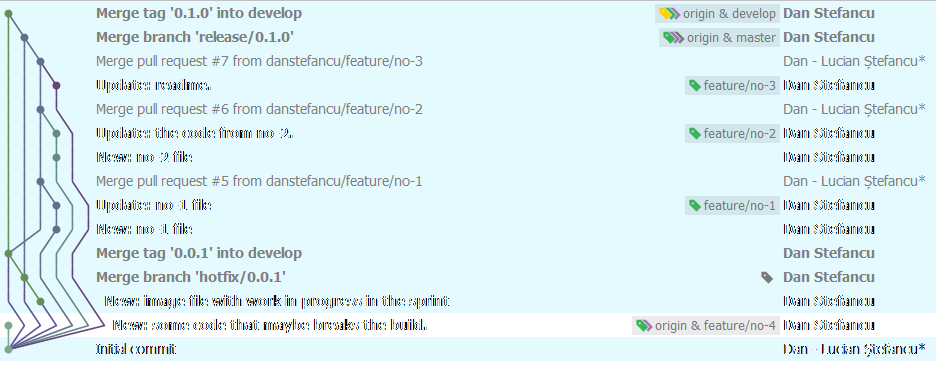 Merge tag '0.1.0' into develop origin & develop Dan Stefancu
Merge branch 'release/0.1.0' origin & master Dan Stefancu
Merge pull request #7 from danstefancu/feature/no-3 Dan - Lucian Ștefancu*
Update: readme. feature/no-3 Dan Stefancu
Merge pull request #6 from danstefancu/feature/no-2 Dan - Lucian Ștefancu*
Update: the code from no-2. feature/no-2 Dan Stefancu
New: no-2 file Dan Stefancu
Merge pull request #5 from danstefancu/feature/no-1 Dan - Lucian Ștefancu*
Update: no-1 file feature/no-1 Dan Stefancu
New: no-1 file Dan Stefancu
Merge tag '0.0.1' into develop Dan Stefancu
Merge branch 'hotfix/0.0.1' Dan Stefancu
New: image file with work in progress in the sprint Dan Stefancu
New: some code that maybe breaks the build. origin & feature/no-4 Dan Stefancu
Initial commit Dan - Lucian Ștefancu*